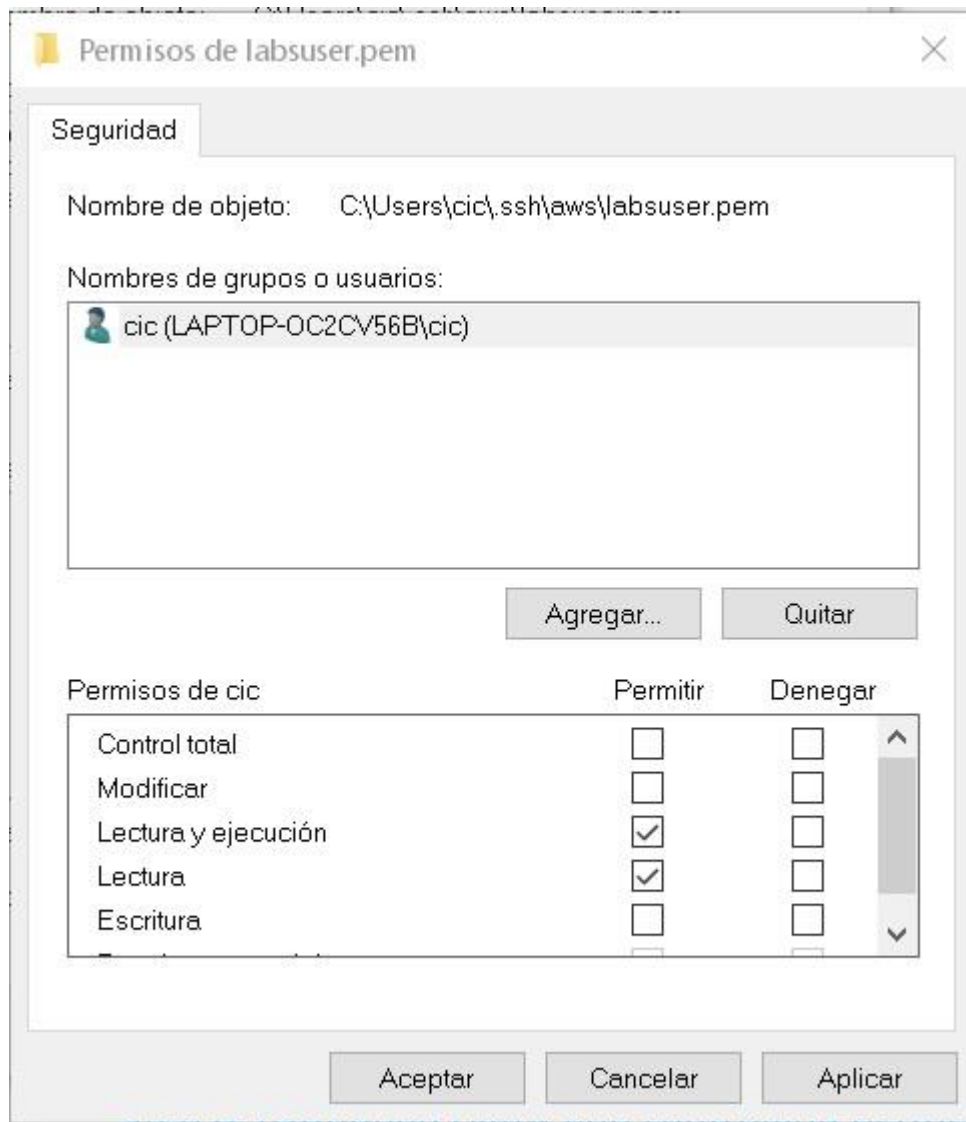 Permisos de labsuser.pem
Seguridad
Nombre de objeto: C:\Users\cic\.ssh\aws\labsuser.pem
Nombres de grupos o usuarios:
cic (LAPTOP-OC2CV56B\cic)
Agregar... Quitar
Permisos de cic Permitir Denegar
Control total
Modificar
Lectura y ejecución
Lectura
Escritura
Aceptar Cancelar Aplicar